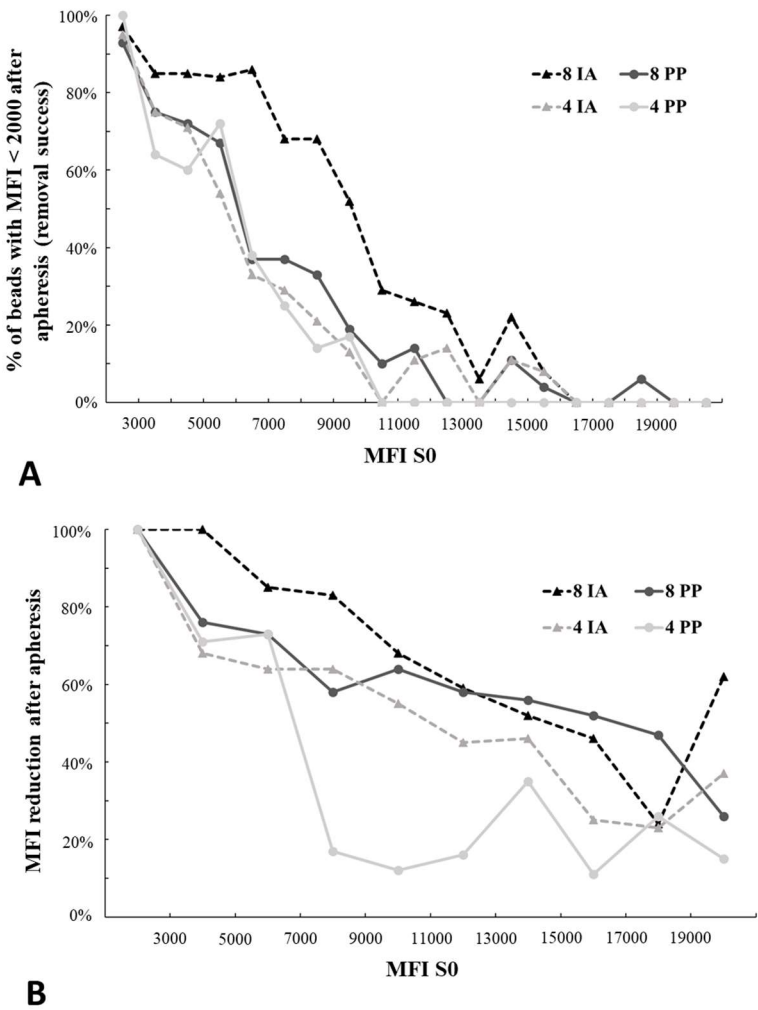 % of beads with MFI < 2000 after
apheresis (removal success)
100%
80%
60%
40%
20%
0%
8 IA
8 PP
4 IA
4 PP
3000 5000 7000 9000 11000 13000 15000 17000 19000
MFI S0
A
MFI reduction after apheresis
100%
80%
60%
40%
20%
0%
8 IA
8 PP
4 IA
4 PP
3000 5000 7000 9000 11000 13000 15000 17000 19000
MFI S0
B